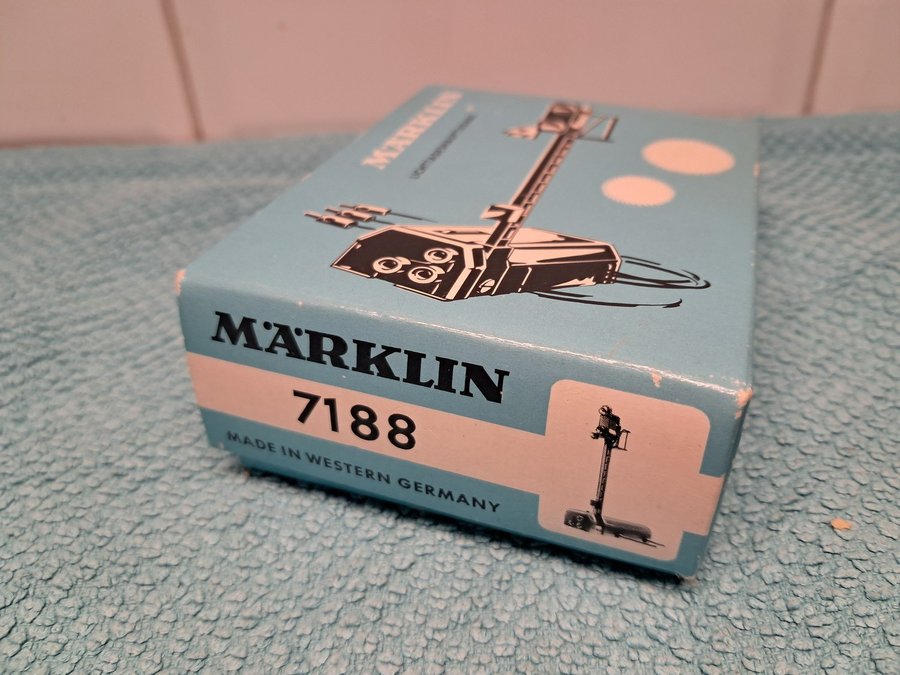 MÄRKLIN
MÄRKLIN
7188
MADE IN WESTERN GERMANY